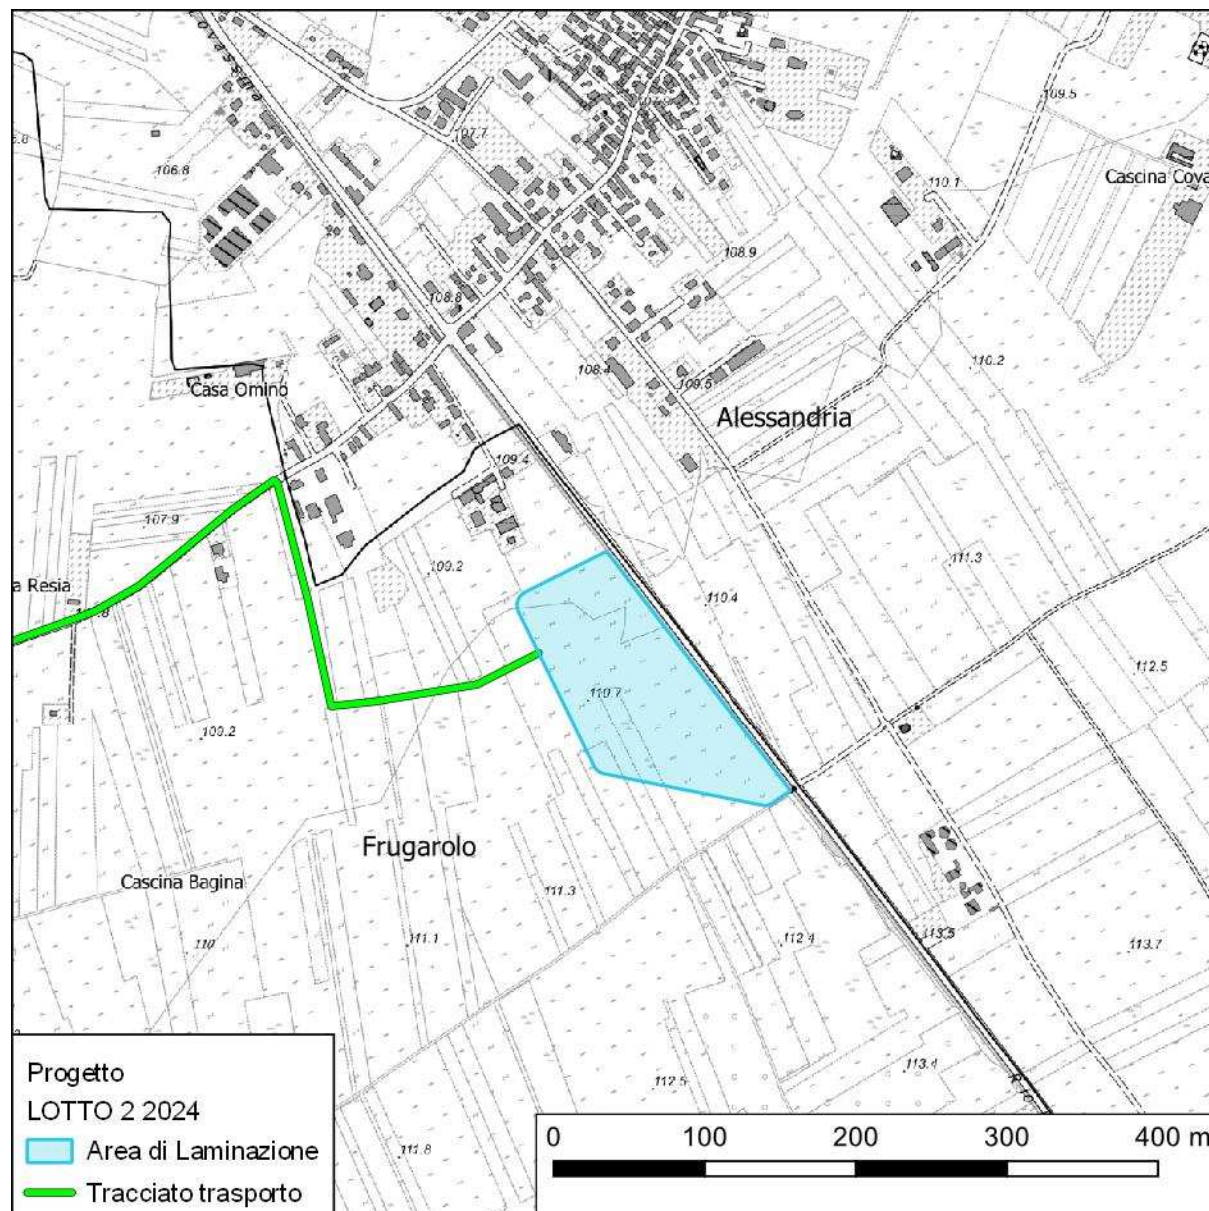 109.5
106.8
107.7
110.1
Cascina Cova
108.9
108.8
110.2
108.4
109.5
Casa Omino
Alessandria
109.4
107.9
111.3
109.2
a Resia
110.4
112.5
110.7
109.2
Frugarolo
Cascina Bagina
111.3
110
111.1
112.4
113.5
113.7
113.4
112.5
111.8
Progetto
LOTTO 2 2024
Area di Laminazione
Tracciato trasporto
0 100 200 300 400 m